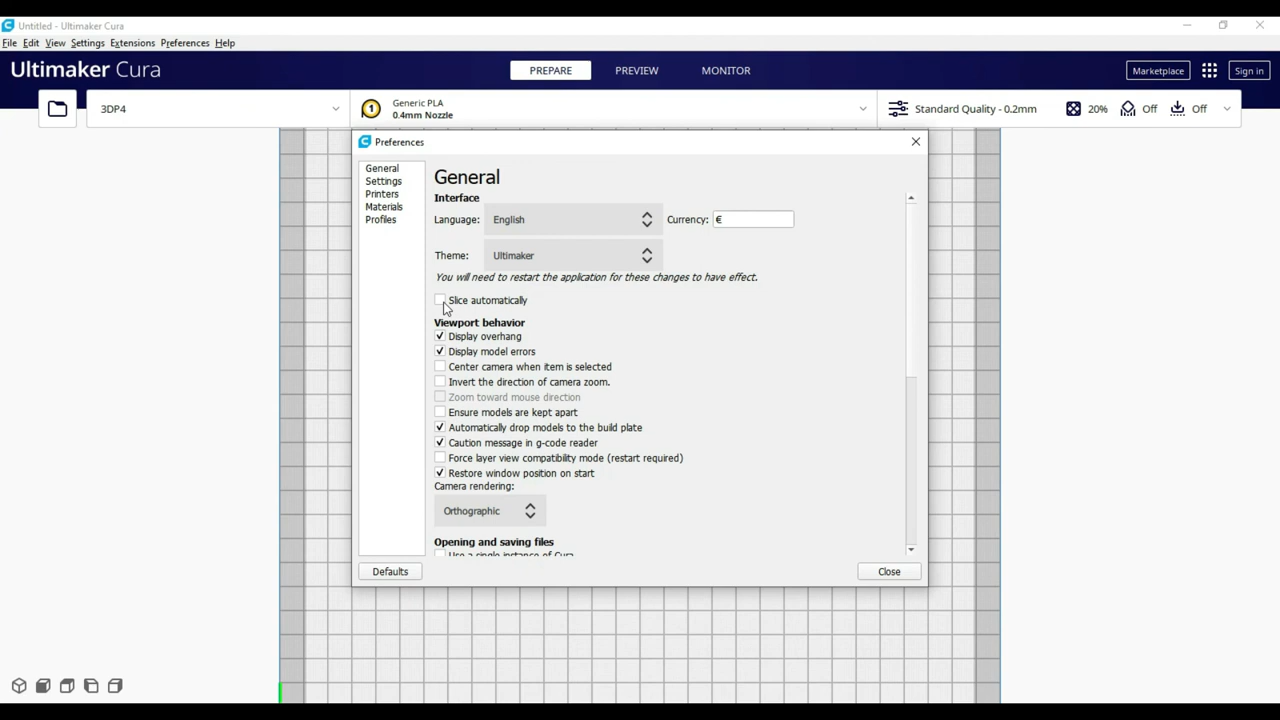 Untitled - Ultimaker Cura
File Edit View Settings Extensions Preferences Help
Ultimaker Cura PREPARE PREVIEW MONITOR Marketplace Sign in
3DP4
1
Generic PLA
0.4mm Nozzle
Standard Quality - 0.2mm 20% Off Off
Preferences
General
Settings
Printers
Materials
Profiles
General
Interface
Language: English Currency: €
Theme: Ultimaker
You will need to restart the application for these changes to have effect.
Slice automatically
Viewport behavior
Display overhang
Display model errors
Center camera when item is selected
Invert the direction of camera zoom.
Zoom toward mouse direction
Ensure models are kept apart
Automatically drop models to the build plate
Caution message in g-code reader
Force layer view compatibility mode (restart required)
Restore window position on start
Camera rendering:
Orthographic
Opening and saving files
Use a single instance of Cura
Defaults Close